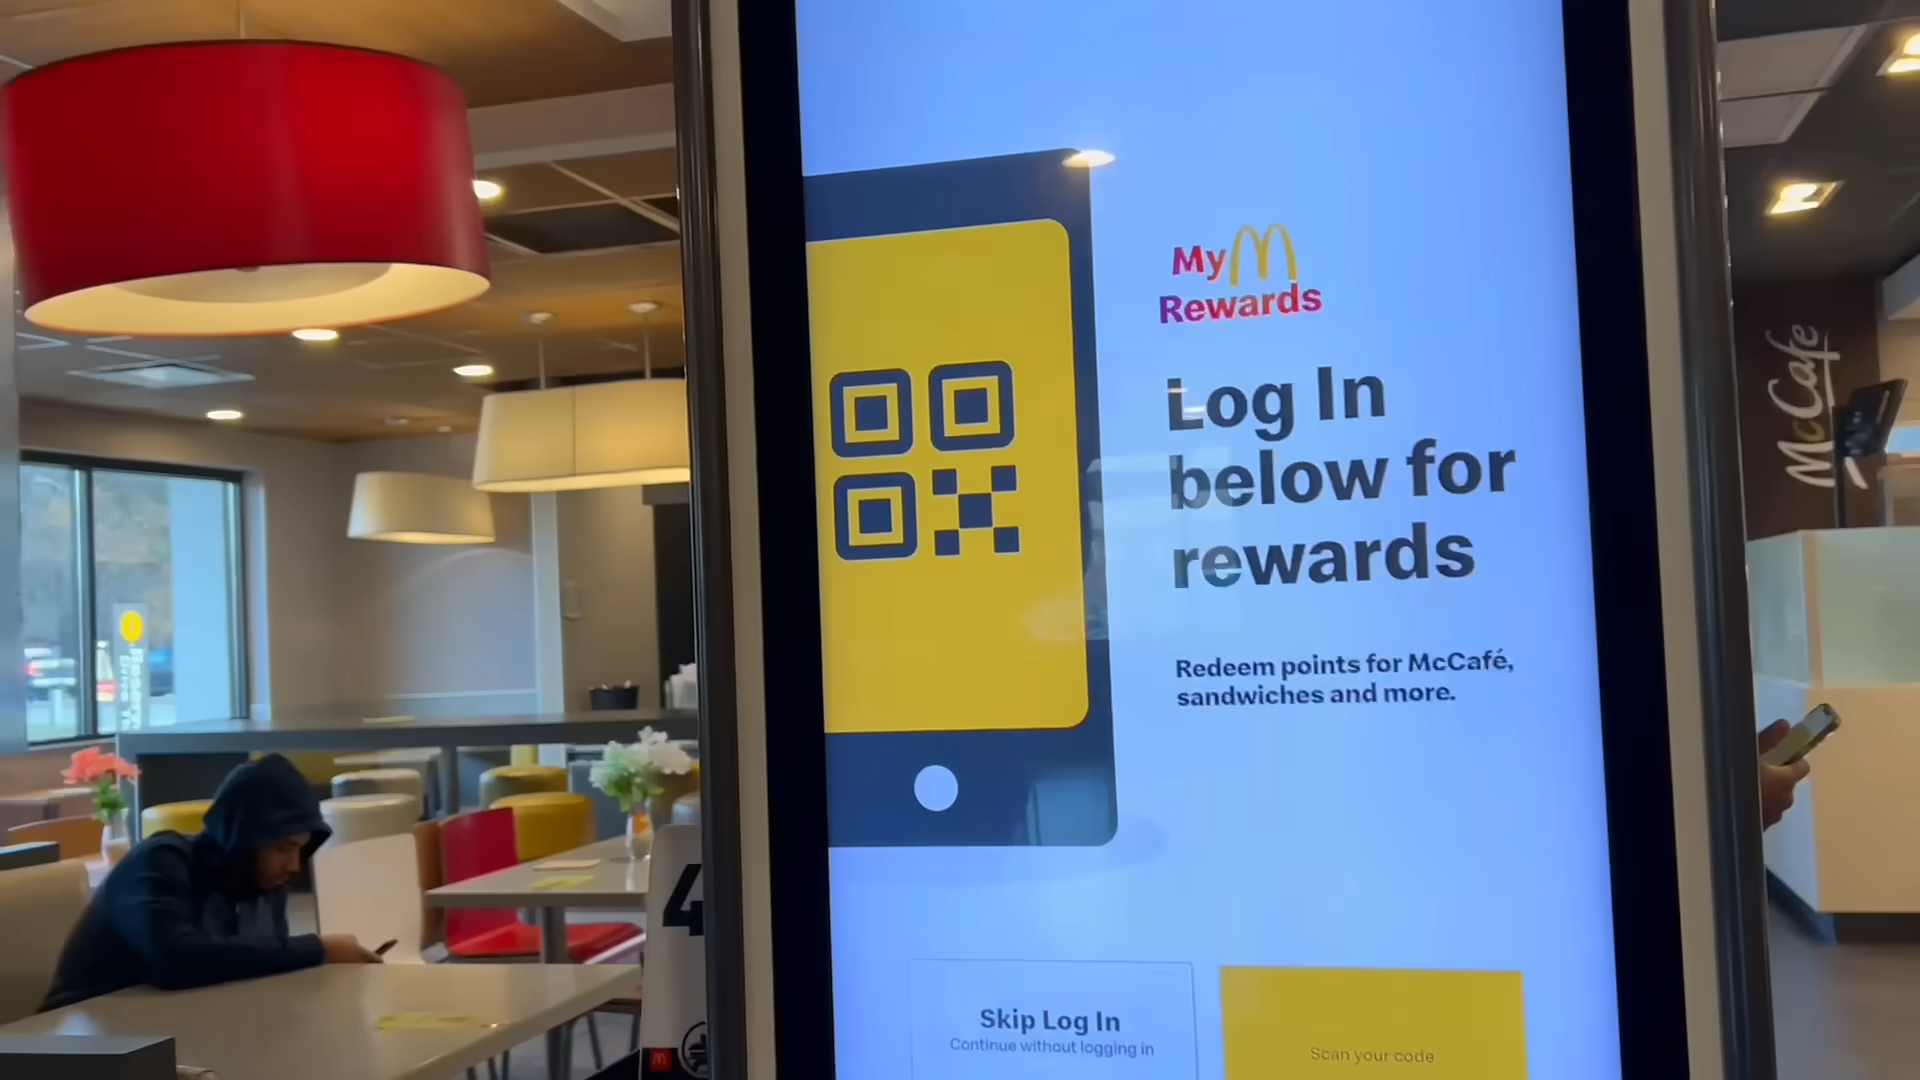 My
Rewards
Log In
below for
rewards
Redeem points for McCafé,
sandwiches and more.
Skip Log In
Continue without logging in
Scan your code
McCafe
4